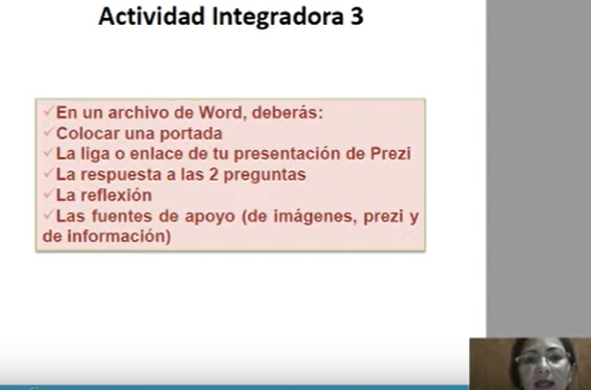 Actividad Integradora 3
✓En un archivo de Word, deberás:
✓Colocar una portada
✓La liga o enlace de tu presentación de Prezi
✓La respuesta a las 2 preguntas
✓La reflexión
✓Las fuentes de apoyo (de imágenes, prezi y
de información)